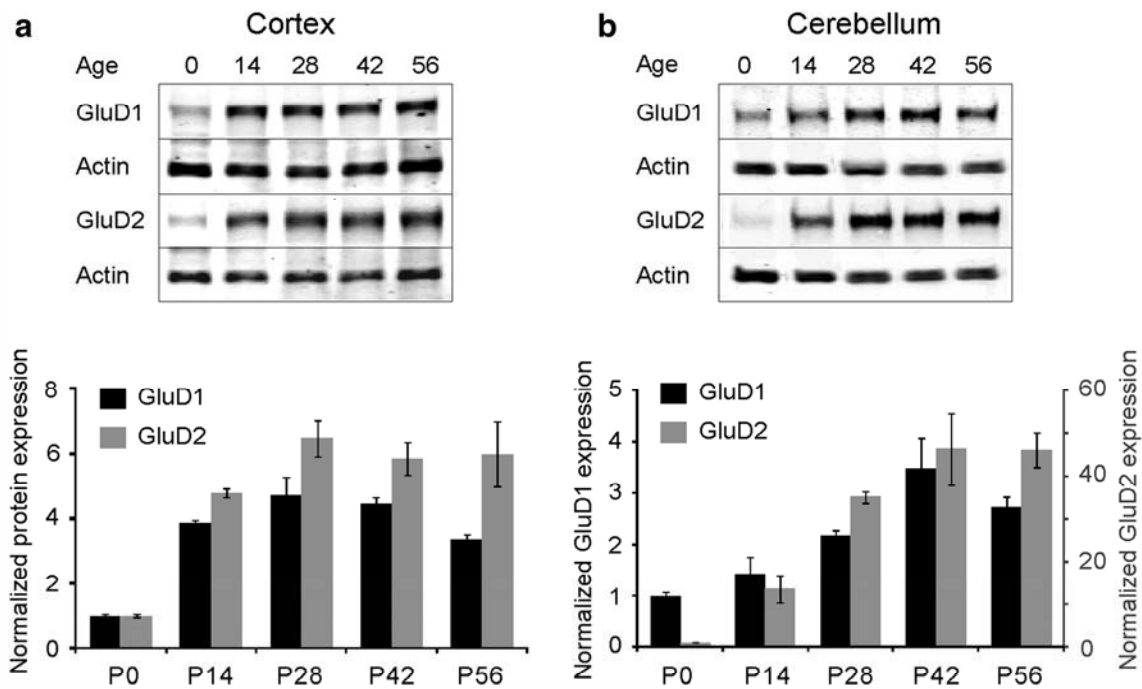 a Cortex
Age 0 14 28 42 56
GluD1
Actin
GluD2
Actin
Normalized protein expression
8
6
4
2
0
GluD1
GluD2
P0 P14 P28 P42 P56
b Cerebellum
Age 0 14 28 42 56
GluD1
Actin
GluD2
Actin
Normalized GluD1 expression
5
4
3
2
1
0
GluD1
GluD2
60
40
20
0
Normalized GluD2 expression
P0 P14 P28 P42 P56